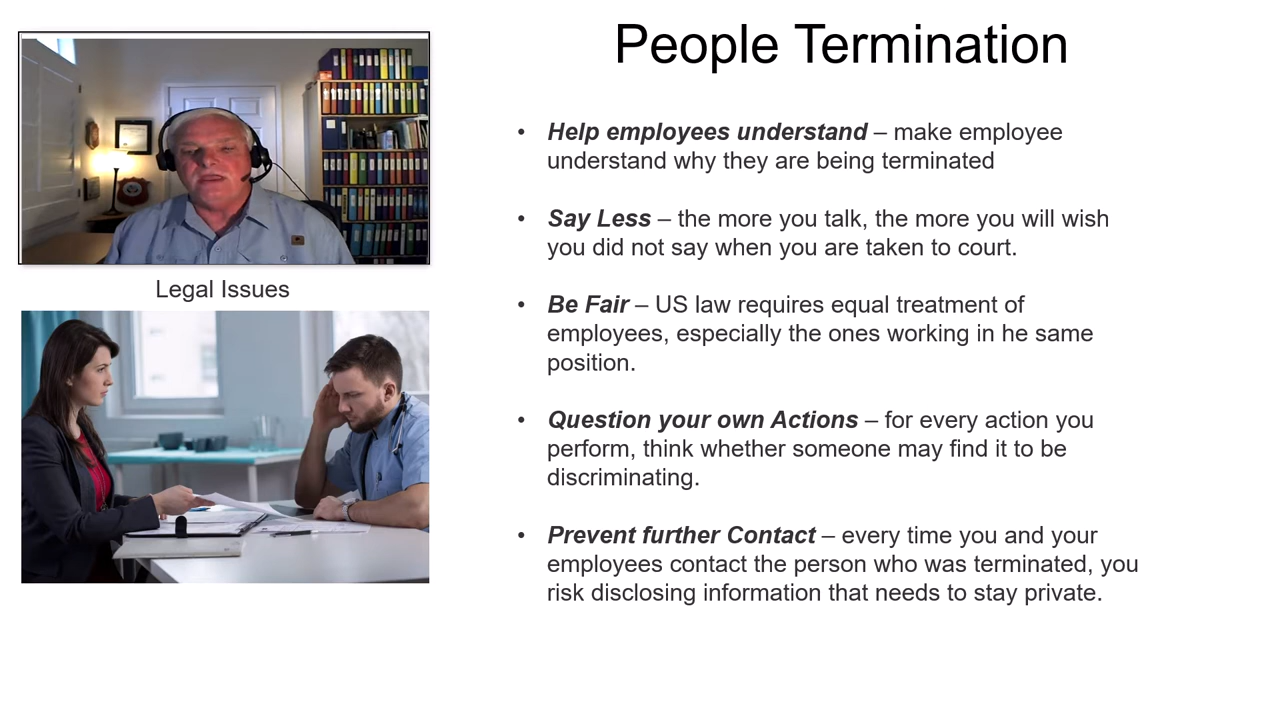 People Termination
Legal Issues
• Help employees understand – make employee
understand why they are being terminated
• Say Less – the more you talk, the more you will wish
you did not say when you are taken to court.
• Be Fair – US law requires equal treatment of
employees, especially the ones working in he same
position.
• Question your own Actions – for every action you
perform, think whether someone may find it to be
discriminating.
• Prevent further Contact – every time you and your
employees contact the person who was terminated, you
risk disclosing information that needs to stay private.